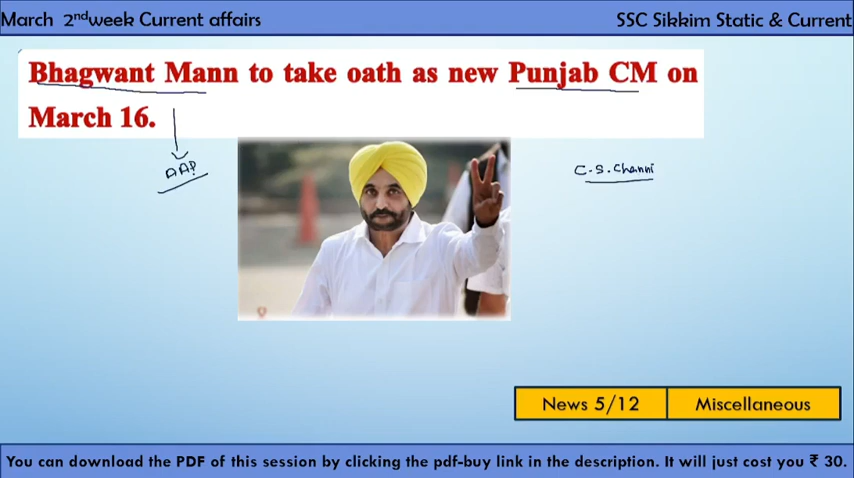 March 2ndweek Current affairs
SSC Sikkim Static & Current
Bhagwant Mann to take oath as new Punjab CM on
March 16.
AAP
C.S.Channi
News 5/12
Miscellaneous
You can download the PDF of this session by clicking the pdf-buy link in the description. It will just cost you ₹ 30.